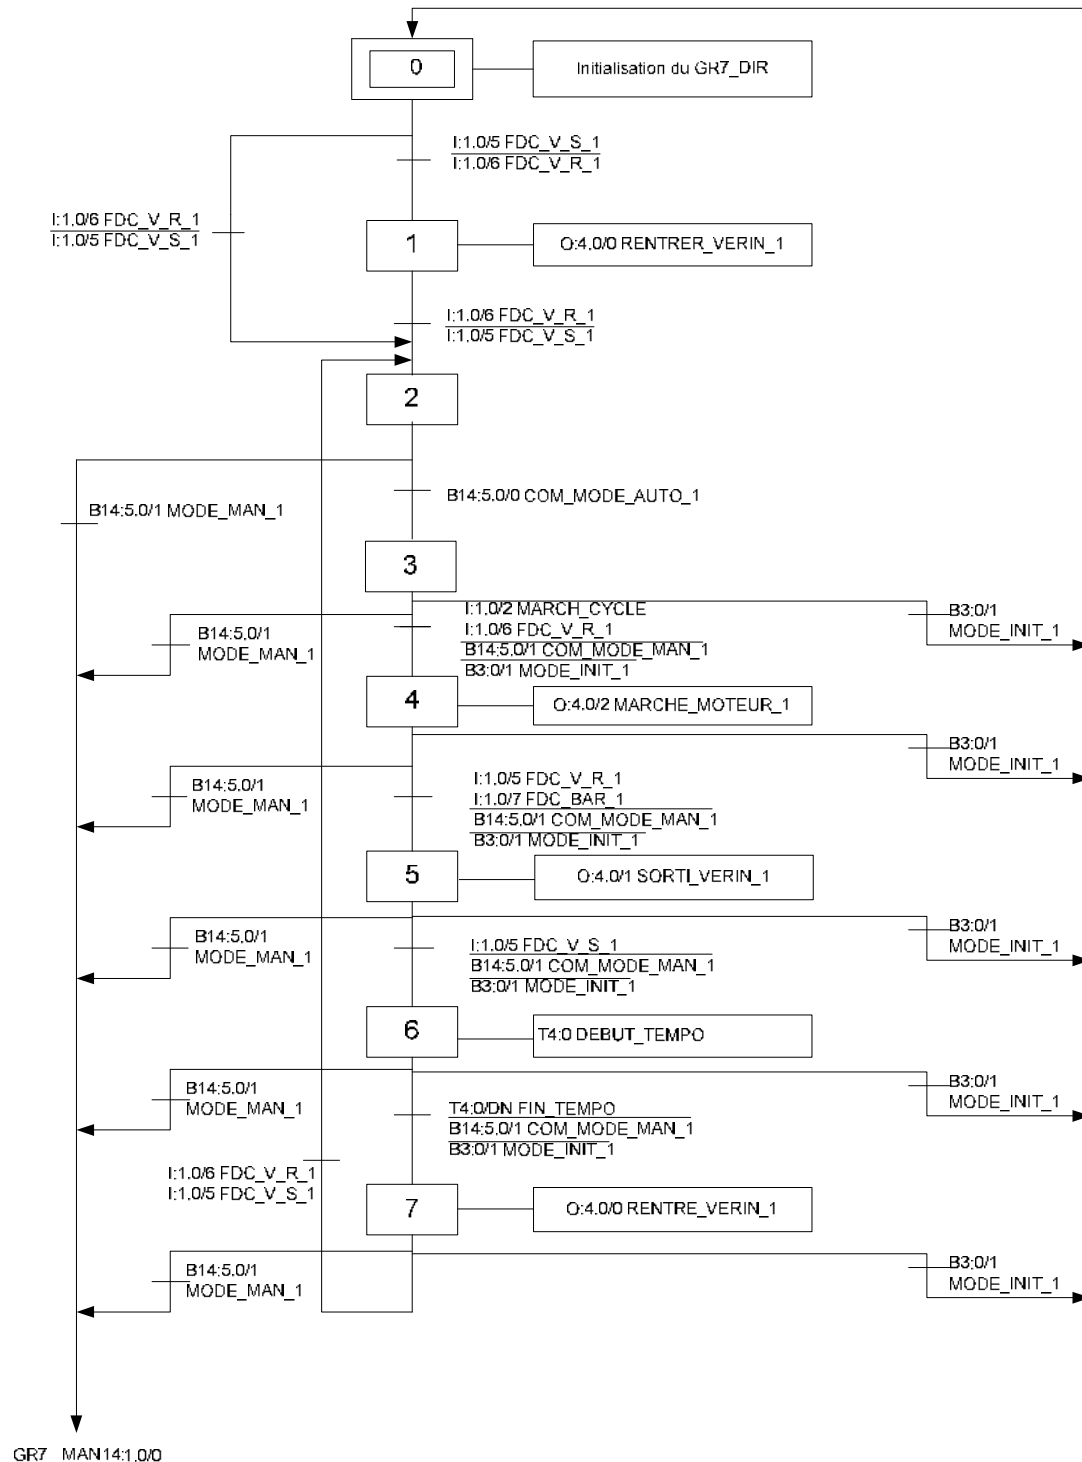 0
Initialisation du GR7_DIR
I:1.0/5 FDC_V_S_1
I:1.0/6 FDC_V_R_1
I:1.0/6 FDC_V_R_1
I:1.0/5 FDC_V_S_1
1
O:4.0/0 RENTRER_VERIN_1
I:1.0/6 FDC_V_R_1
I:1.0/5 FDC_V_S_1
2
B14:5.0/0 COM_MODE_AUTO_1
B14:5.0/1 MODE_MAN_1
3
I:1.0/2 MARCH_CYCLE
I:1.0/6 FDC_V_R_1
B14:5.0/1 COM_MODE_MAN_1
B3:0/1 MODE_INIT_1
B14:5.0/1
MODE_MAN_1
B3:0/1
MODE_INIT_1
4
O:4.0/2 MARCHE_MOTEUR_1
B14:5.0/1
MODE_MAN_1
I:1.0/5 FDC_V_R_1
I:1.0/7 FDC_BAR_1
B14:5.0/1 COM_MODE_MAN_1
B3:0/1 MODE_INIT_1
B3:0/1
MODE_INIT_1
5
O:4.0/1 SORTI_VERIN_1
B14:5.0/1
MODE_MAN_1
I:1.0/5 FDC_V_S_1
B14:5.0/1 COM_MODE_MAN_1
B3:0/1 MODE_INIT_1
B3:0/1
MODE_INIT_1
6
T4:0 DEBUT_TEMPO
B14:5.0/1
MODE_MAN_1
T4:0/DN FIN_TEMPO
B14:5.0/1 COM_MODE_MAN_1
B3:0/1 MODE_INIT_1
B3:0/1
MODE_INIT_1
I:1.0/6 FDC_V_R_1
I:1.0/5 FDC_V_S_1
7
O:4.0/0 RENTRE_VERIN_1
B14:5.0/1
MODE_MAN_1
B3:0/1
MODE_INIT_1
GR7 MAN14:1.0/0